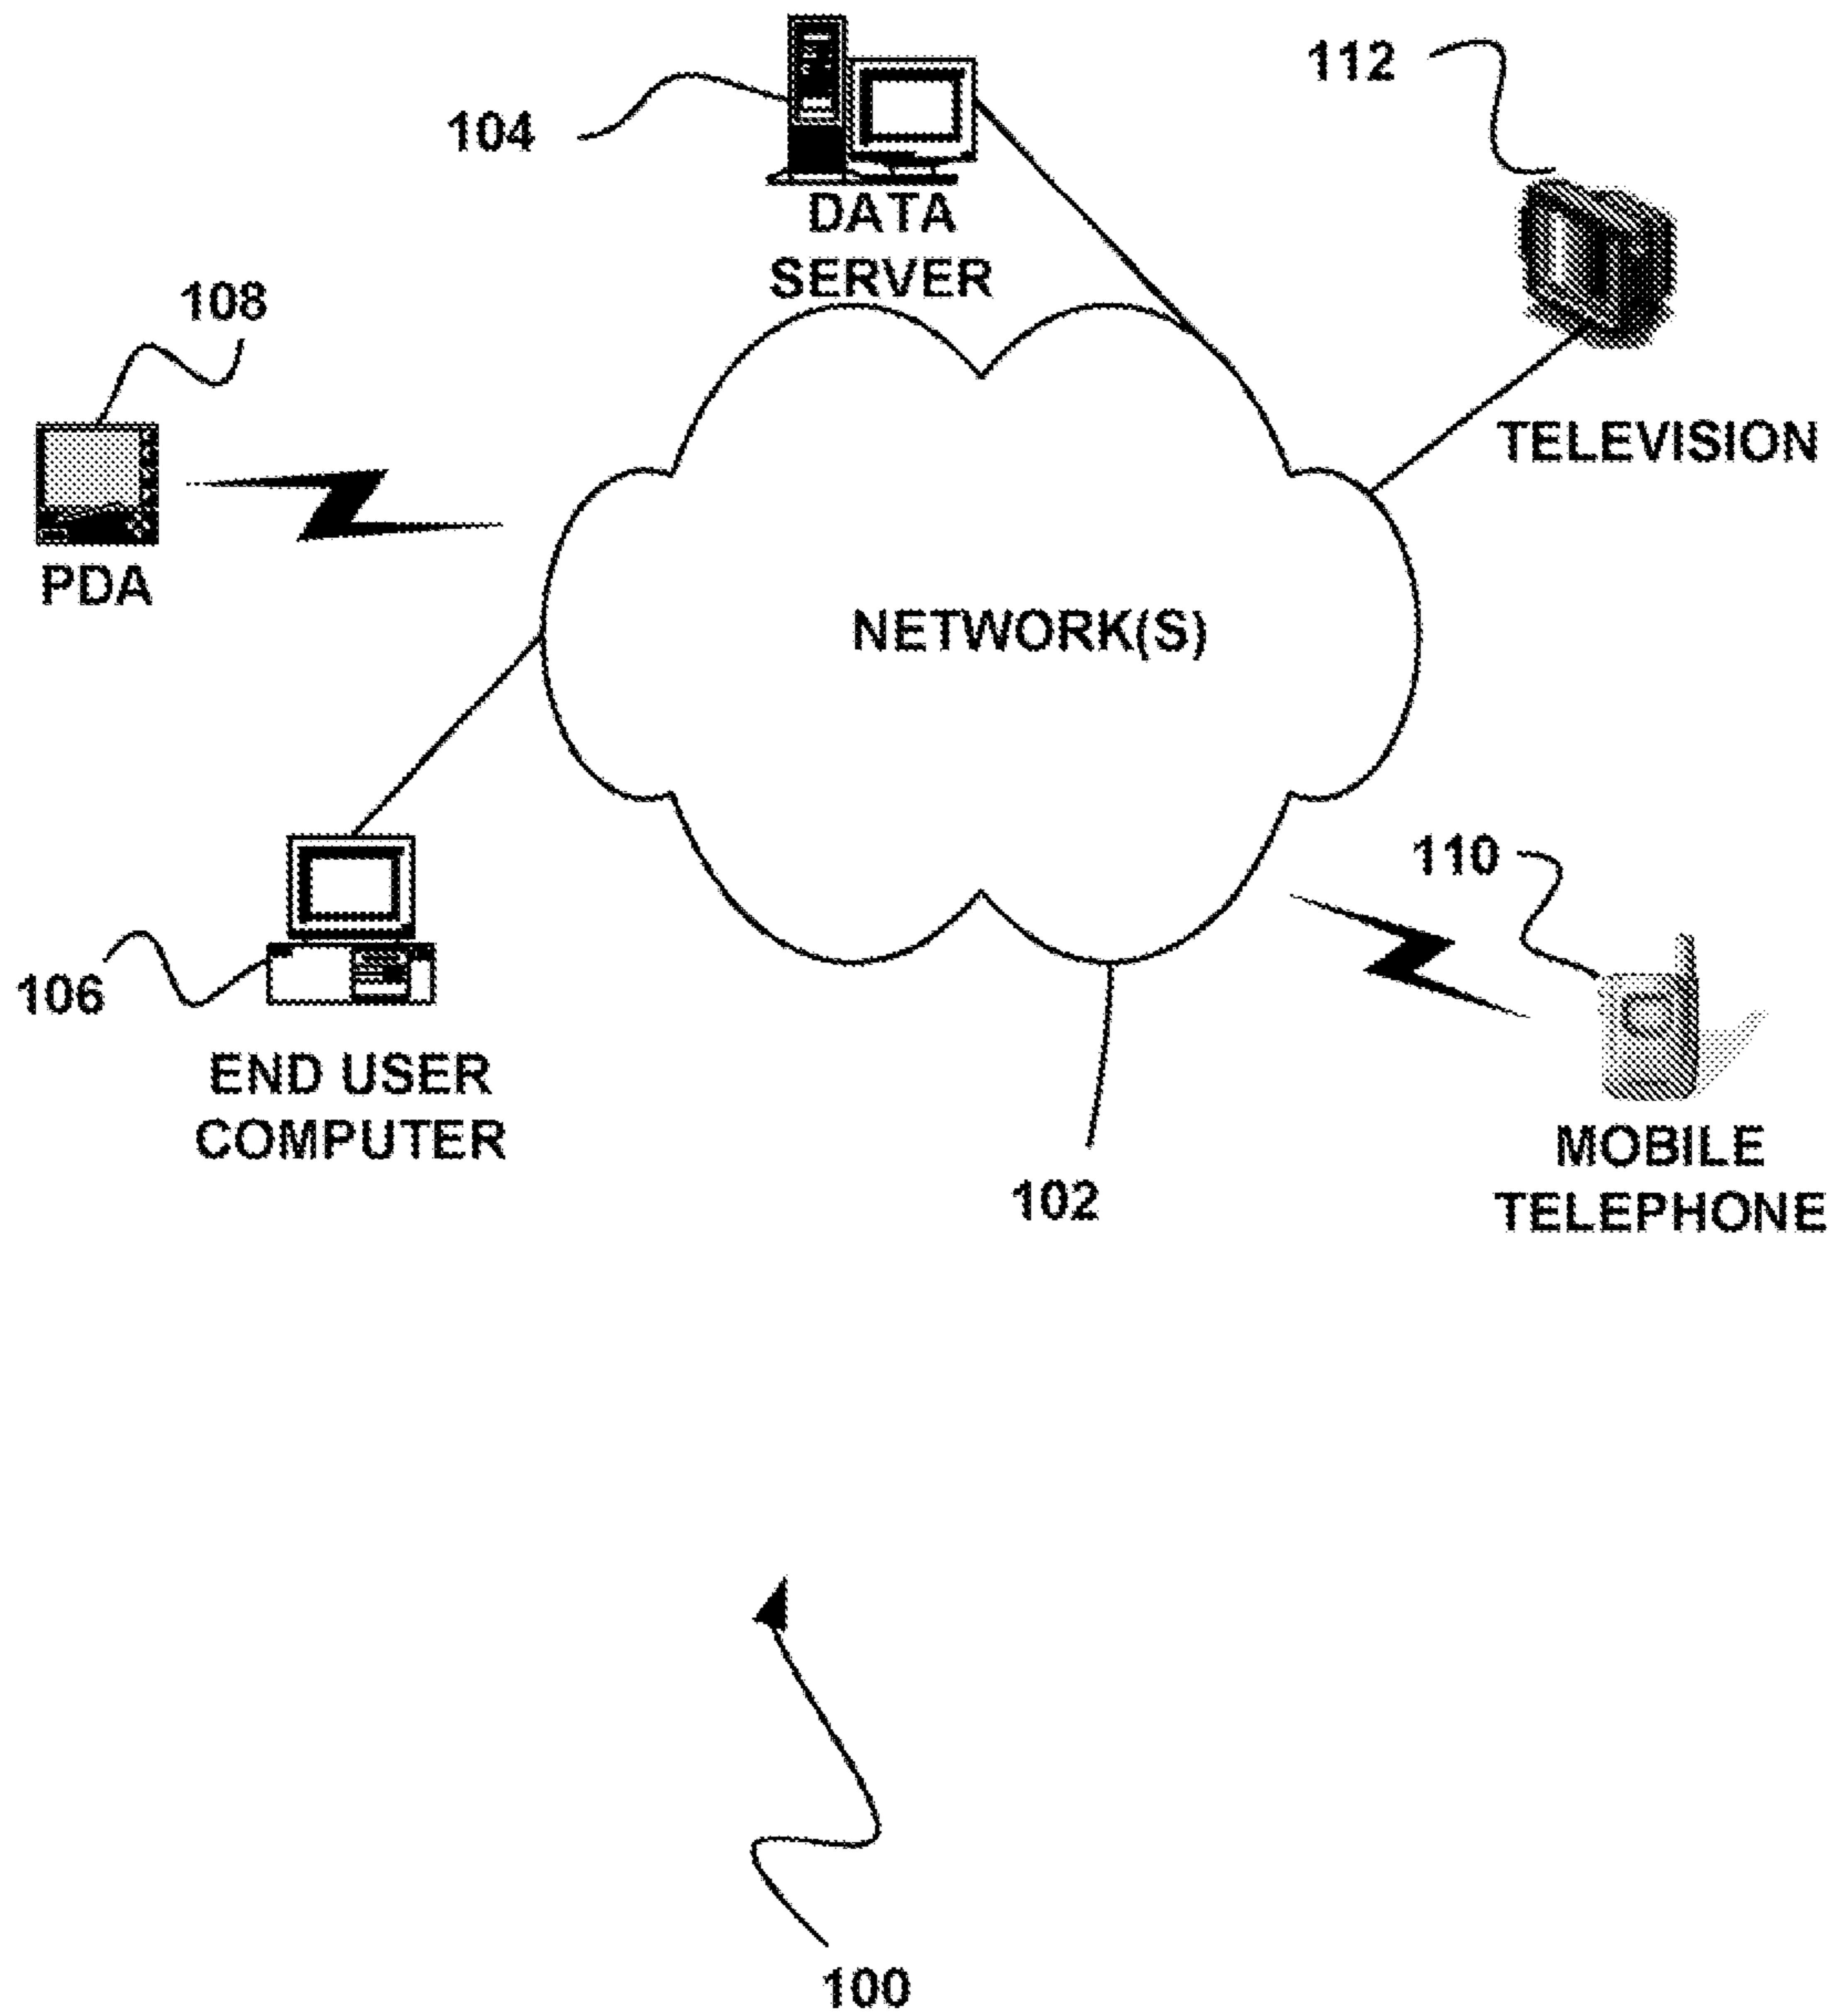 112
104
DATA
SERVER
108
TELEVISION
PDA
NETWORK(S)
110
106
END USER
COMPUTER
MOBILE
TELEPHONE
102
100